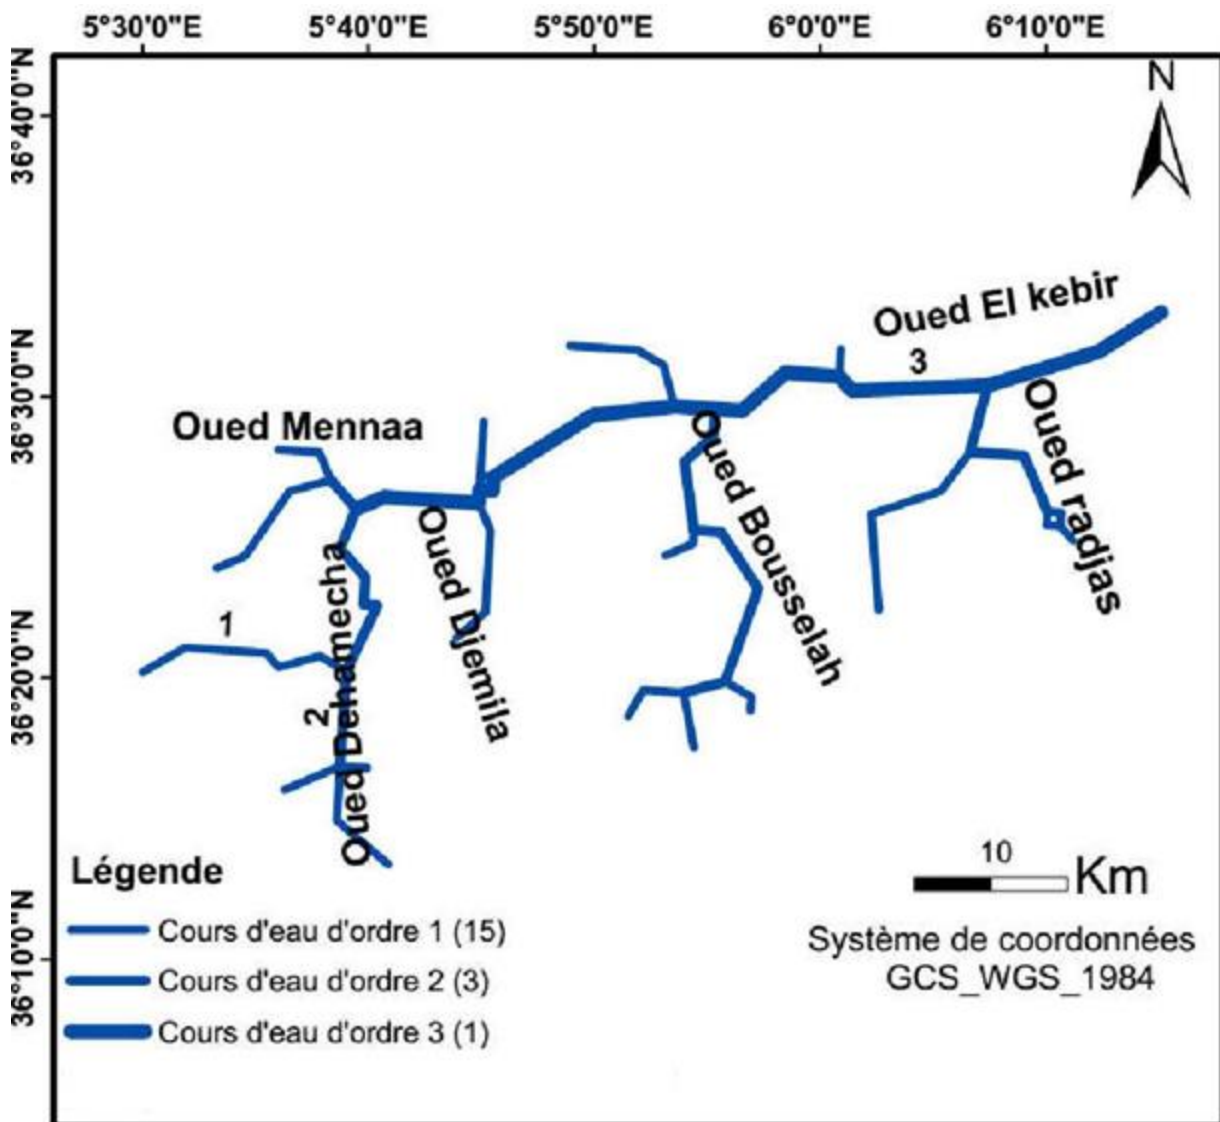 5°30'0"E 5°40'0"E 5°50'0"E 6°0'0"E 6°10'0"E
N
36°40'0"N
36°30'0"N
36°20'0"N
36°10'0"N
Oued El kebir
3
Oued Mennaa
Oued radjas
Oued Bousselah
Oued Djemila
1
2
Oued Dehamecha
Légende
Cours d'eau d'ordre 1 (15)
Cours d'eau d'ordre 2 (3)
Cours d'eau d'ordre 3 (1)
10
Km
Système de coordonnées
GCS_WGS_1984